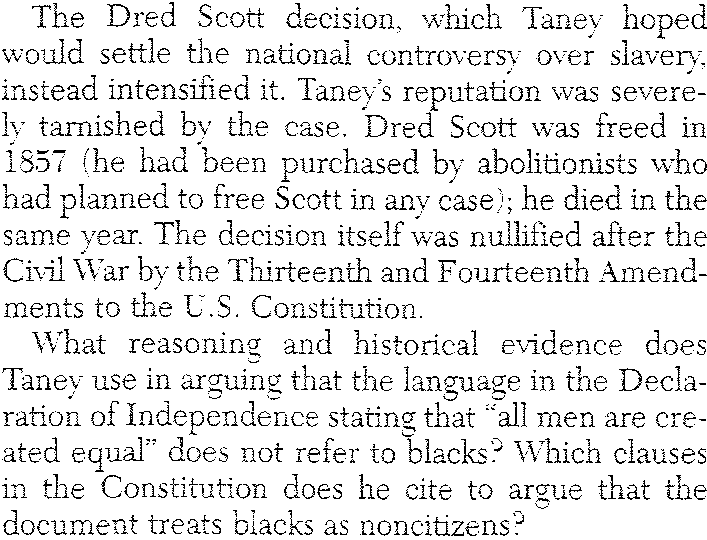 The Dred Scott decision, which Taney hoped
would settle the national controversy over slavery,
instead intensified it. Taney's reputation was severe-
ly tarnished by the case. Dred Scott was freed in
1857 (he had been purchased by abolitionists who
had planned to free Scott in any case); he died in the
same year. The decision itself was nullified after the
Civil War by the Thirteenth and Fourteenth Amend-
ments to the U.S. Constitution.
What reasoning and historical evidence does
Taney use in arguing that the language in the Decla-
ration of Independence stating that "all men are cre-
ated equal" does not refer to blacks? Which clauses
in the Constitution does he cite to argue that the
document treats blacks as noncitizens?